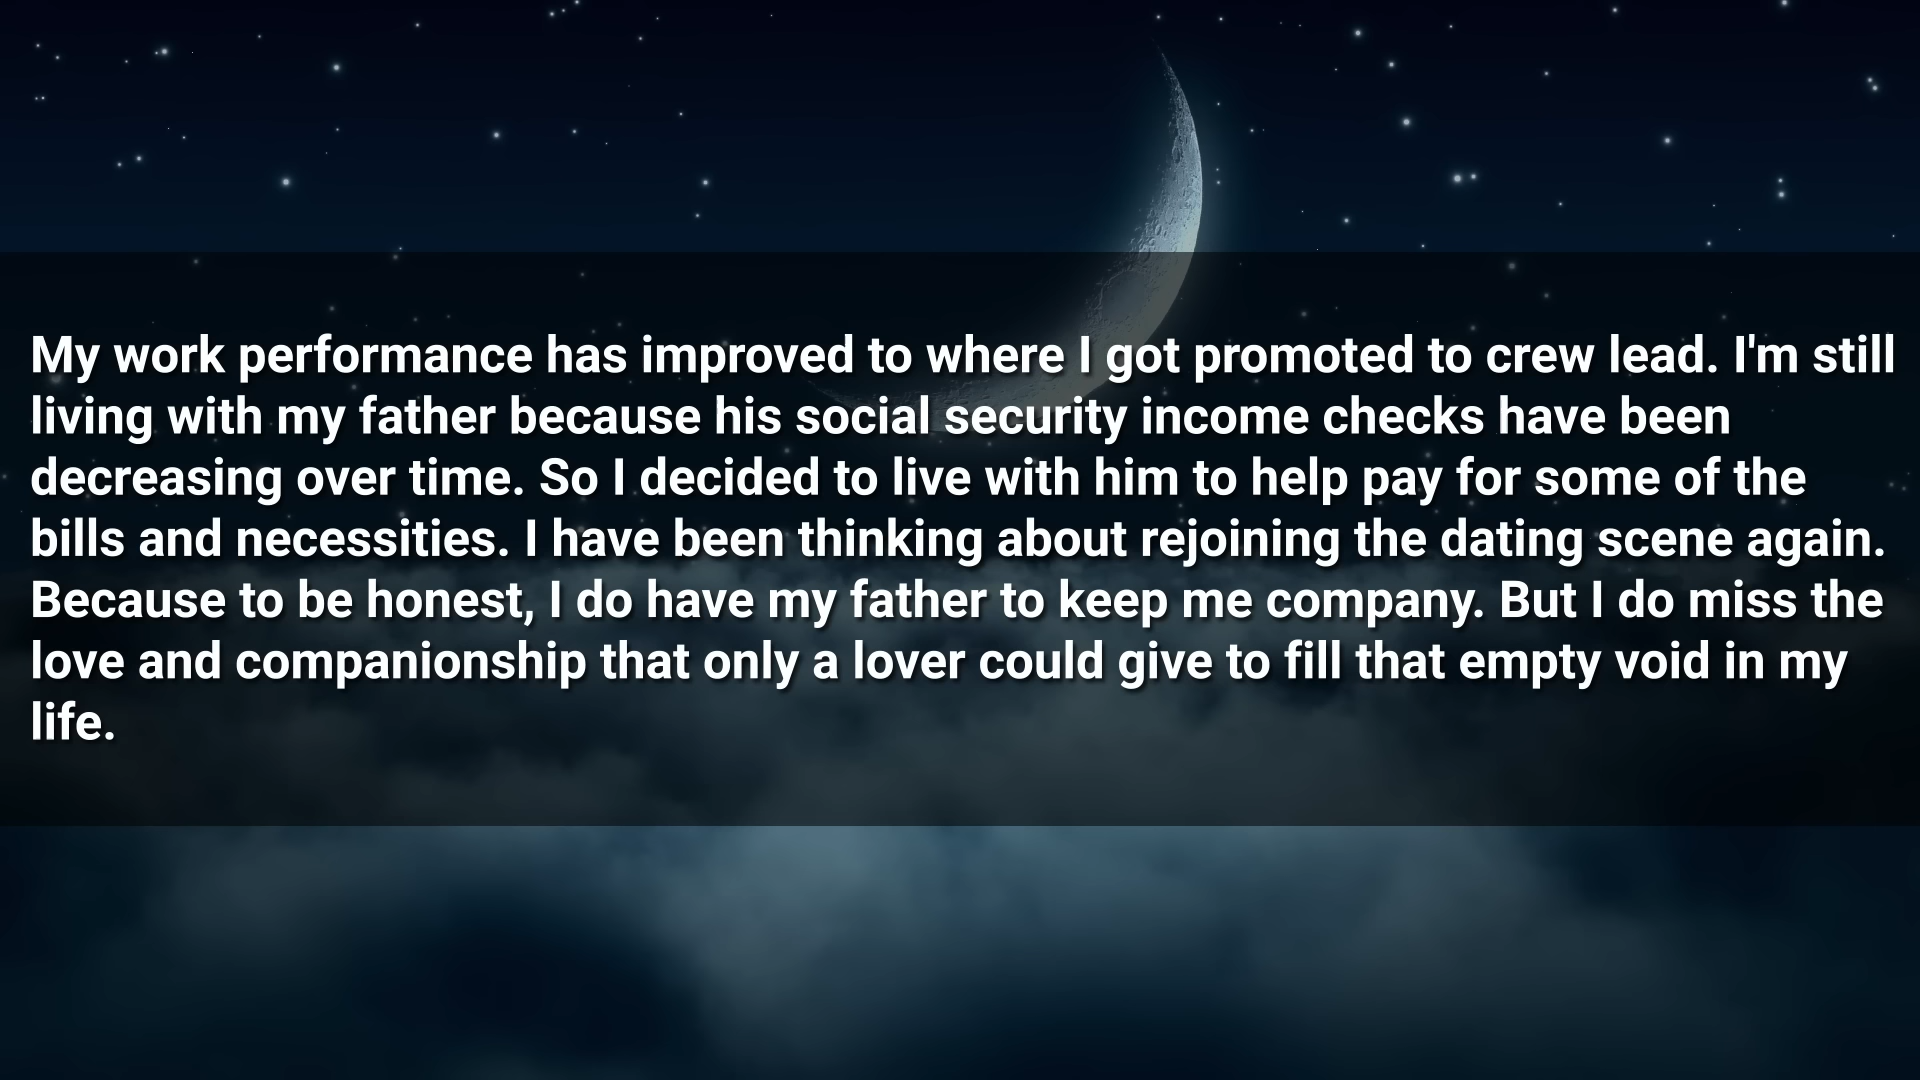 My work performance has improved to where I got promoted to crew lead. I'm still
living with my father because his social security income checks have been
decreasing over time. So I decided to live with him to help pay for some of the
bills and necessities. I have been thinking about rejoining the dating scene again.
Because to be honest, I do have my father to keep me company. But I do miss the
love and companionship that only a lover could give to fill that empty void in my
life.